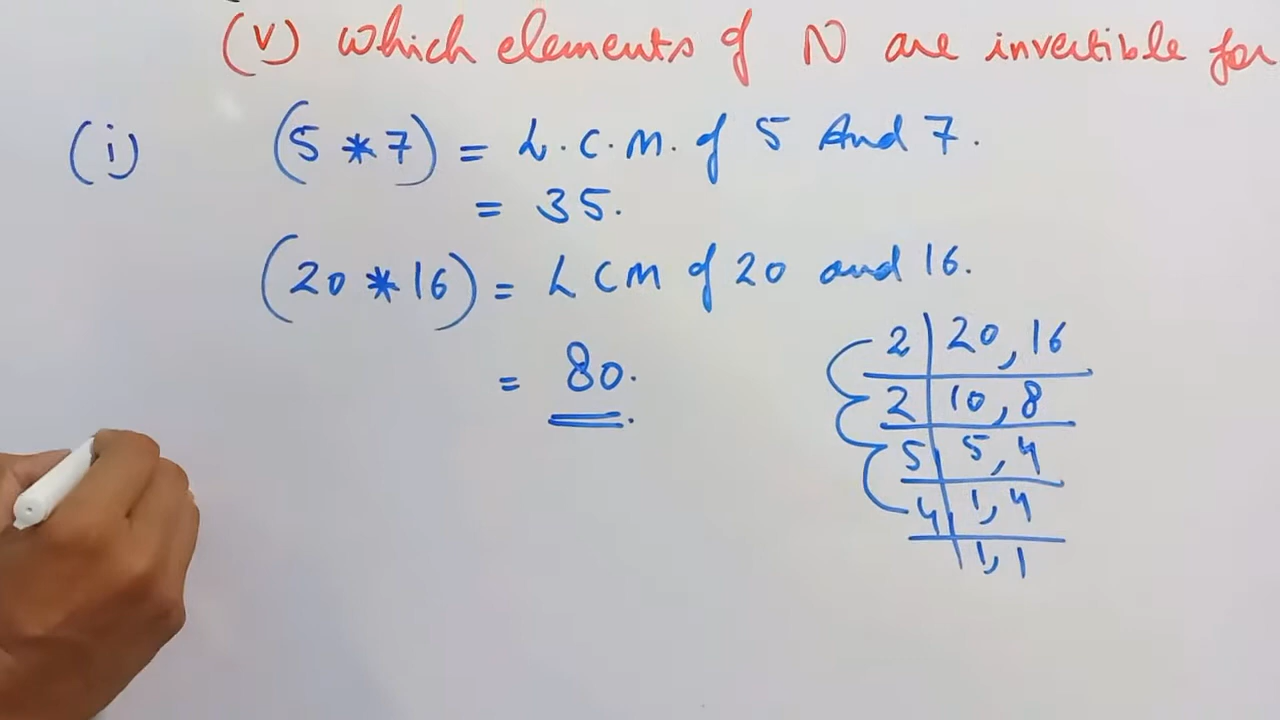 (v) which elements of N are invertible for
(i) (5 * 7) = L.C.M. of 5 And 7.
= 35.
(20 * 16) = LCM of 20 and 16.
= 80.
2 | 20, 16
2 | 10, 8
5 | 5, 4
4 | 1, 4
1, 1